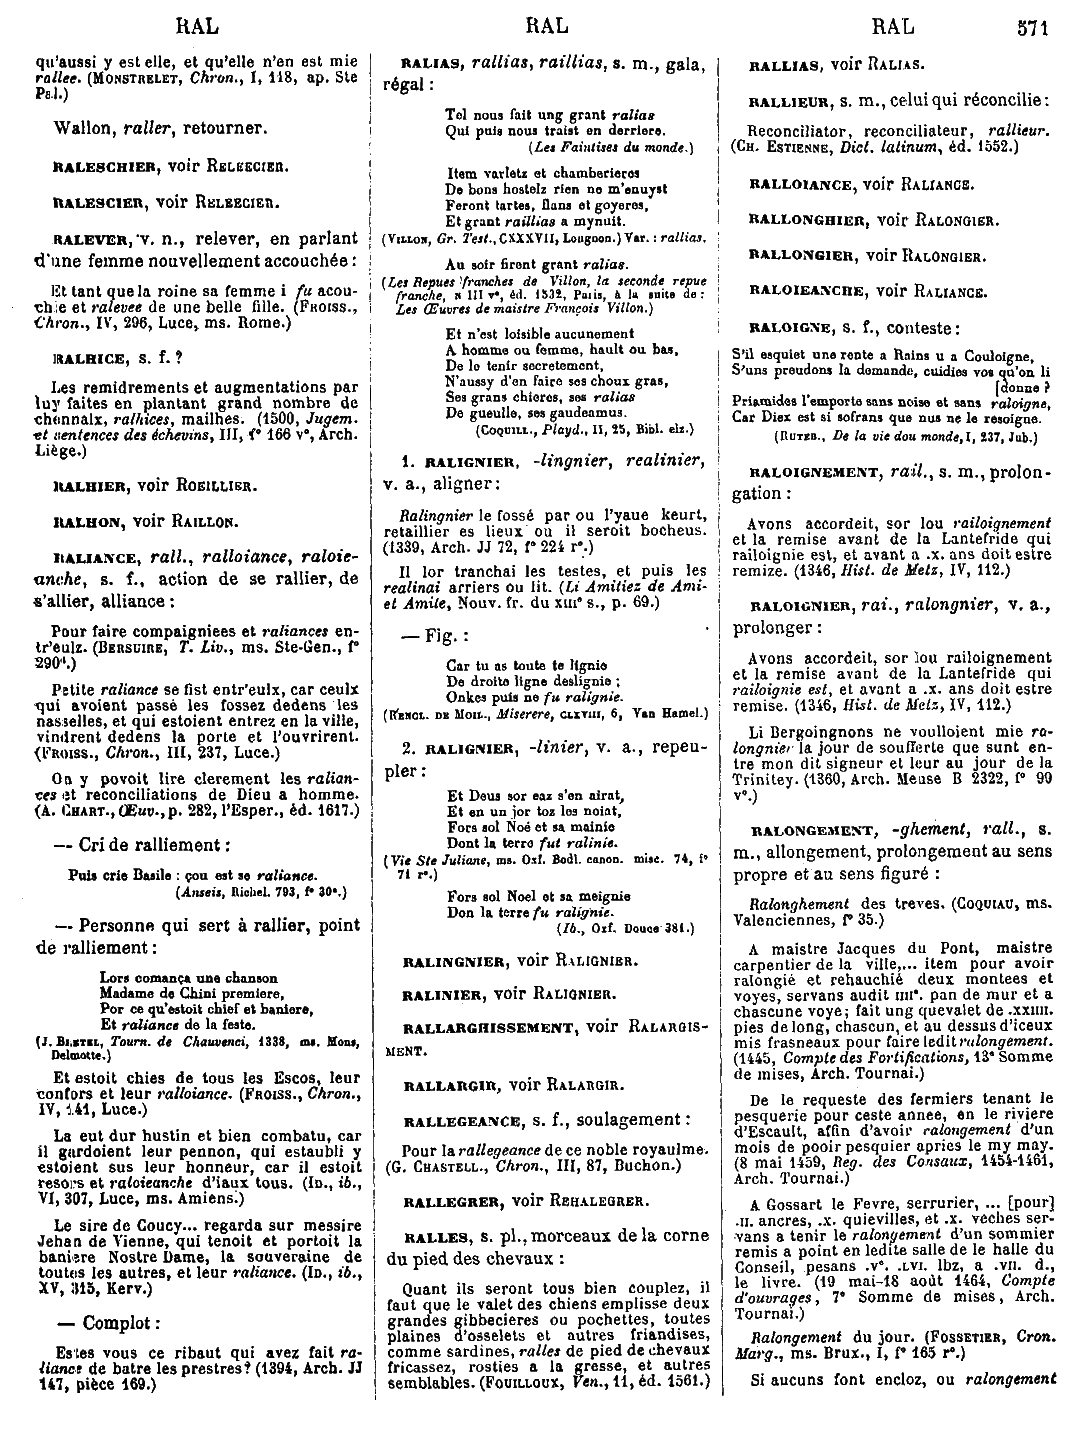 RAL RAL RAL 571
qu'aussi y est elle, et qu'elle n'en est mie
rallee. (MONSTRELET, Chron., I, 118, ap. Ste
Pal.)
Wallon, raller, retourner.
RALESCHIER, voir RELEECIER.
RALESCIER, voir RELEECIER.
RALEVER, v. n., relever, en parlant
d'une femme nouvellement accouchée :
Et tant que la roine sa femme i fu acou-
chie et ralevee de une belle fille. (FROISS.,
Chron., IV, 296, Luce, ms. Rome.)
RALHICE, s. f. ?
Les remidrements et augmentations par
luy faites en plantant grand nombre de
chennalx, ralhices, mailhes. (1500, Jugem.
et sentences des échevins, III, f° 166 v°, Arch.
Liège.)
RALHIER, voir ROEILLIER.
RALHON, voir RAILLON.
RALIANCE, rall., ralloiance, raloie-
anche, s. f., action de se rallier, de
s'allier, alliance :
Pour faire compaigniees et raliances en-
tr'eulz. (BERSUIRE, T. Liv., ms. Ste-Gen., f°
290d.)
Petite raliance se fist entr'eulx, car ceulx
qui avoient passé les fossez dedens les
nasselles, et qui estoient entrez en la ville,
vindrent dedens la porte et l'ouvrirent.
(FROISS., Chron., III, 237, Luce.)
On y povoit lire clerement les ralian-
ces et reconciliations de Dieu a homme.
(A. CHART., Œuv., p. 282, l'Esper., éd. 1617.)
— Cri de ralliement :
Puis crie Basile : çou est se raliance.
(Anseis, Richel. 793, f° 30c.)
— Personne qui sert à rallier, point
de ralliement :
Lors comança une chanson
Madame de Chini premiere,
Por ce qu'estoit chief et baniere,
Et raliance de la feste.
(J. BRETEL, Tourn. de Chauvenci, 1338, ms. Mons,
Delmotte.)
Et estoit chies de tous les Escos, leur
confors et leur ralloiance. (FROISS., Chron.,
IV, 141, Luce.)
La eut dur hustin et bien combatu, car
il gardoient leur pennon, qui estaubli y
estoient sus leur honneur, car il estoit
resors et raloieanche d'iaux tous. (ID., ib.,
VI, 307, Luce, ms. Amiens.)
Le sire de Coucy... regarda sur messire
Jehan de Vienne, qui tenoit et portoit la
baniere Nostre Dame, la souveraine de
toutes les autres, et leur raliance. (ID., ib.,
XV, 315, Kerv.)
— Complot :
Estes vous ce ribaut qui avez fait ra-
liance de batre les prestres? (1394, Arch. JJ
147, pièce 169.)
RALIAS, rallias, raillias, s. m., gala,
régal :
Tel nous fait ung grant ralias
Qui puis nous traist en derriere.
(Les Faintises du monde.)
Item varletz et chamberieres
De bons hostelz rien ne m'enuyst
Feront tartes, flans et goyeres,
Et grant raillias a mynuit.
(VILLON, Gr. Test., CXXXVII, Longnon.) Var. : rallias.
Au soir firent grant ralias.
(Les Repues franches de Villon, la seconde repue
franche, n III v°, éd. 1532, Paris, à la suite de :
Les Œuvres de maistre François Villon.)
Et n'est loisible aucunement
A homme ou femme, hault ou bas,
De le tenir secretement,
N'aussy d'en faire ses choux gras,
Ses grans chieres, ses ralias
De gueulle, ses gaudeamus.
(COQUILL., Playd., II, 25, Bibl. elz.)
1. RALIGNIER, -lingnier, realinier,
v. a., aligner :
Ralingnier le fossé par ou l'yaue keurt,
retaillier es lieux ou il seroit bocheus.
(1339, Arch. JJ 72, f° 224 r°.)
Il lor tranchai les testes, et puis les
realinai arriers ou lit. (Li Amitiez de Ami-
et Amile, Nouv. fr. du XIIIe s., p. 69.)
— Fig. :
Car tu as toute te lignie
De droite ligne deslignie ;
Onkes puis ne fu ralignie.
(RENCL. DE MOIL., Miserere, CLXVIII, 6, Van Hamel.)
2. RALIGNIER, -linier, v. a., repeu-
pler :
Et Deus sor eaz s'en airat,
Et en un jor toz les noiat,
Fors sol Noé et sa mainie
Dont la terre fut ralinie.
(Vie Ste Juliane, ms. Oxf. Bodl. canon. misc. 74, f°
71 r°.)
Fors sol Noel et sa meignie
Don la terre fu ralignie.
(Ib., Oxf. Douce 381.)
RALINGNIER, voir RALIGNIER.
RALINIER, voir RALIGNIER.
RALLARGHISSEMENT, voir RALARGIS-
MENT.
RALLARGIR, voir RALARGIR.
RALLEGEANCE, s. f., soulagement :
Pour la rallegeance de ce noble royaulme.
(G. CHASTELL., Chron., III, 87, Buchon.)
RALLEGRER, voir REHALEGRER.
RALLES, s. pl., morceaux de la corne
du pied des chevaux :
Quant ils seront tous bien couplez, il
faut que le valet des chiens emplisse deux
grandes gibbecieres ou pochettes, toutes
plaines d'osselets et autres friandises,
comme sardines, ralles de pied de chevaux
fricassez, rosties a la gresse, et autres
semblables. (FOUILLOUX, Ven., 11, éd. 1561.)
RALLIAS, voir RALIAS.
RALLIEUR, s. m., celui qui réconcilie :
Reconciliator, reconciliateur, rallieur.
(CH. ESTIENNE, Dict. latinum, éd. 1552.)
RALLOIANCE, voir RALIANCE.
RALLONGHIER, voir RALONGIER.
RALLONGIER, voir RALONGIER.
RALOIEANCHE, voir RALIANCE.
RALOIGNE, s. f., conteste :
S'il esquiet une rente a Rains u a Couloigne,
S'uns preudons la demande, cuidies vos qu'on li
[donne ?
Priamides l'emporte sans noise et sans raloigne,
Car Diex est si sofrans que nus ne le resoigne.
(RUTEB., De la vie dou monde, I, 237, Jub.)
RALOIGNEMENT, rail., s. m., prolon-
gation :
Avons accordeit, sor lou railoignement
et la remise avant de la Lantefride qui
railoignie est, et avant a .x. ans doit estre
remize. (1346, Hist. de Metz, IV, 112.)
RALOIGNIER, rai., ralongnier, v. a.,
prolonger :
Avons accordeit, sor lou railoignement
et la remise avant de la Lantefride qui
railoignie est, et avant a .x. ans doit estre
remise. (1346, Hist. de Metz, IV, 112.)
Li Bergoingnons ne voulloient mie ra-
longnier la jour de soufferte que sunt en-
tre mon dit signeur et leur au jour de la
Trinitey. (1360, Arch. Meuse B 2322, f° 99
v°.)
RALONGEMENT, -ghement, rall., s.
m., allongement, prolongement au sens
propre et au sens figuré :
Ralonghement des treves. (COQUIAU, ms.
Valenciennes, f° 35.)
A maistre Jacques du Pont, maistre
carpentier de la ville,... item pour avoir
ralongié et rehauchié deux montees et
voyes, servans audit IIIIe. pan de mur et a
chascune voye; fait ung quevalet de .XXIIII.
pies de long, chascun, et au dessus d'iceux
mis frasneaux pour faire ledit ralongement.
(1445, Compte des Fortifications, 13e Somme
de mises, Arch. Tournai.)
De le requeste des fermiers tenant le
pesquerie pour ceste annee, en le riviere
d'Escault, affin d'avoir ralongement d'un
mois de pooir pesquier apries le my may.
(8 mai 1459, Reg. des Consaux, 1454-1461,
Arch. Tournai.)
A Gossart le Fevre, serrurier, ... [pour]
.II. ancres, .x. quievilles, et .x. veches ser-
vans a tenir le ralongement d'un sommier
remis a point en ledite salle de le halle du
Conseil, pesans .vc. .LVI. lbz, a .VII. d.,
le livre. (19 mai-18 août 1464, Compte
d'ouvrages, 7e Somme de mises, Arch.
Tournai.)
Ralongement du jour. (FOSSETIER, Cron.
Marg., ms. Brux., I, f° 165 r°.)
Si aucuns font encloz, ou ralongement